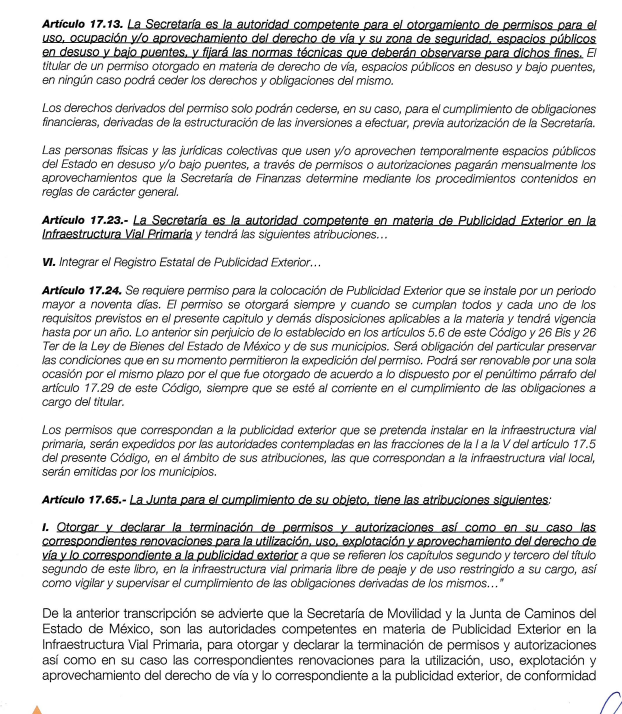 Artículo 17.13. La Secretaría es la autoridad competente para el otorgamiento de permisos para el
uso, ocupación y/o aprovechamiento del derecho de vía y su zona de seguridad, espacios públicos
en desuso y bajo puentes, y fijará las normas técnicas que deberán observarse para dichos fines. El
titular de un permiso otorgado en materia de derecho de vía, espacios públicos en desuso y bajo puentes,
en ningún caso podrá ceder los derechos y obligaciones del mismo.
Los derechos derivados del permiso solo podrán cederse, en su caso, para el cumplimiento de obligaciones
financieras, derivadas de la estructuración de las inversiones a efectuar, previa autorización de la Secretaría.
Las personas físicas y las jurídicas colectivas que usen y/o aprovechen temporalmente espacios públicos
del Estado en desuso y/o bajo puentes, a través de permisos o autorizaciones pagarán mensualmente los
aprovechamientos que la Secretaría de Finanzas determine mediante los procedimientos contenidos en
reglas de carácter general.
Artículo 17.23.- La Secretaría es la autoridad competente en materia de Publicidad Exterior en la
Infraestructura Vial Primaria y tendrá las siguientes atribuciones…
VI. Integrar el Registro Estatal de Publicidad Exterior…
Artículo 17.24. Se requiere permiso para la colocación de Publicidad Exterior que se instale por un periodo
mayor a noventa días. El permiso se otorgará siempre y cuando se cumplan todos y cada uno de los
requisitos previstos en el presente capitulo y demás disposiciones aplicables a la materia y tendrá vigencia
hasta por un año. Lo anterior sin perjuicio de lo establecido en los artículos 5.6 de este Código y 26 Bis y 26
Ter de la Ley de Bienes del Estado de México y de sus municipios. Será obligación del particular preservar
las condiciones que en su momento permitieron la expedición del permiso. Podrá ser renovable por una sola
ocasión por el mismo plazo por el que fue otorgado de acuerdo a lo dispuesto por el penúltimo párrafo del
artículo 17.29 de este Código, siempre que se esté al corriente en el cumplimiento de las obligaciones a
cargo del titular.
Los permisos que correspondan a la publicidad exterior que se pretenda instalar en la infraestructura vial
primaria, serán expedidos por las autoridades contempladas en las fracciones de la I a la V del artículo 17.5
del presente Código, en el ámbito de sus atribuciones, las que correspondan a la infraestructura vial local,
serán emitidas por los municipios.
Artículo 17.65.- La Junta para el cumplimiento de su objeto, tiene las atribuciones siguientes:
I. Otorgar y declarar la terminación de permisos y autorizaciones así como en su caso las
correspondientes renovaciones para la utilización, uso, explotación y aprovechamiento del derecho de
vía y lo correspondiente a la publicidad exterior a que se refieren los capítulos segundo y tercero del título
segundo de este libro, en la infraestructura vial primaria libre de peaje y de uso restringido a su cargo, así
como vigilar y supervisar el cumplimiento de las obligaciones derivadas de los mismos…"
De la anterior transcripción se advierte que la Secretaría de Movilidad y la Junta de Caminos del
Estado de México, son las autoridades competentes en materia de Publicidad Exterior en la
Infraestructura Vial Primaria, para otorgar y declarar la terminación de permisos y autorizaciones
así como en su caso las correspondientes renovaciones para la utilización, uso, explotación y
aprovechamiento del derecho de vía y lo correspondiente a la publicidad exterior, de conformidad